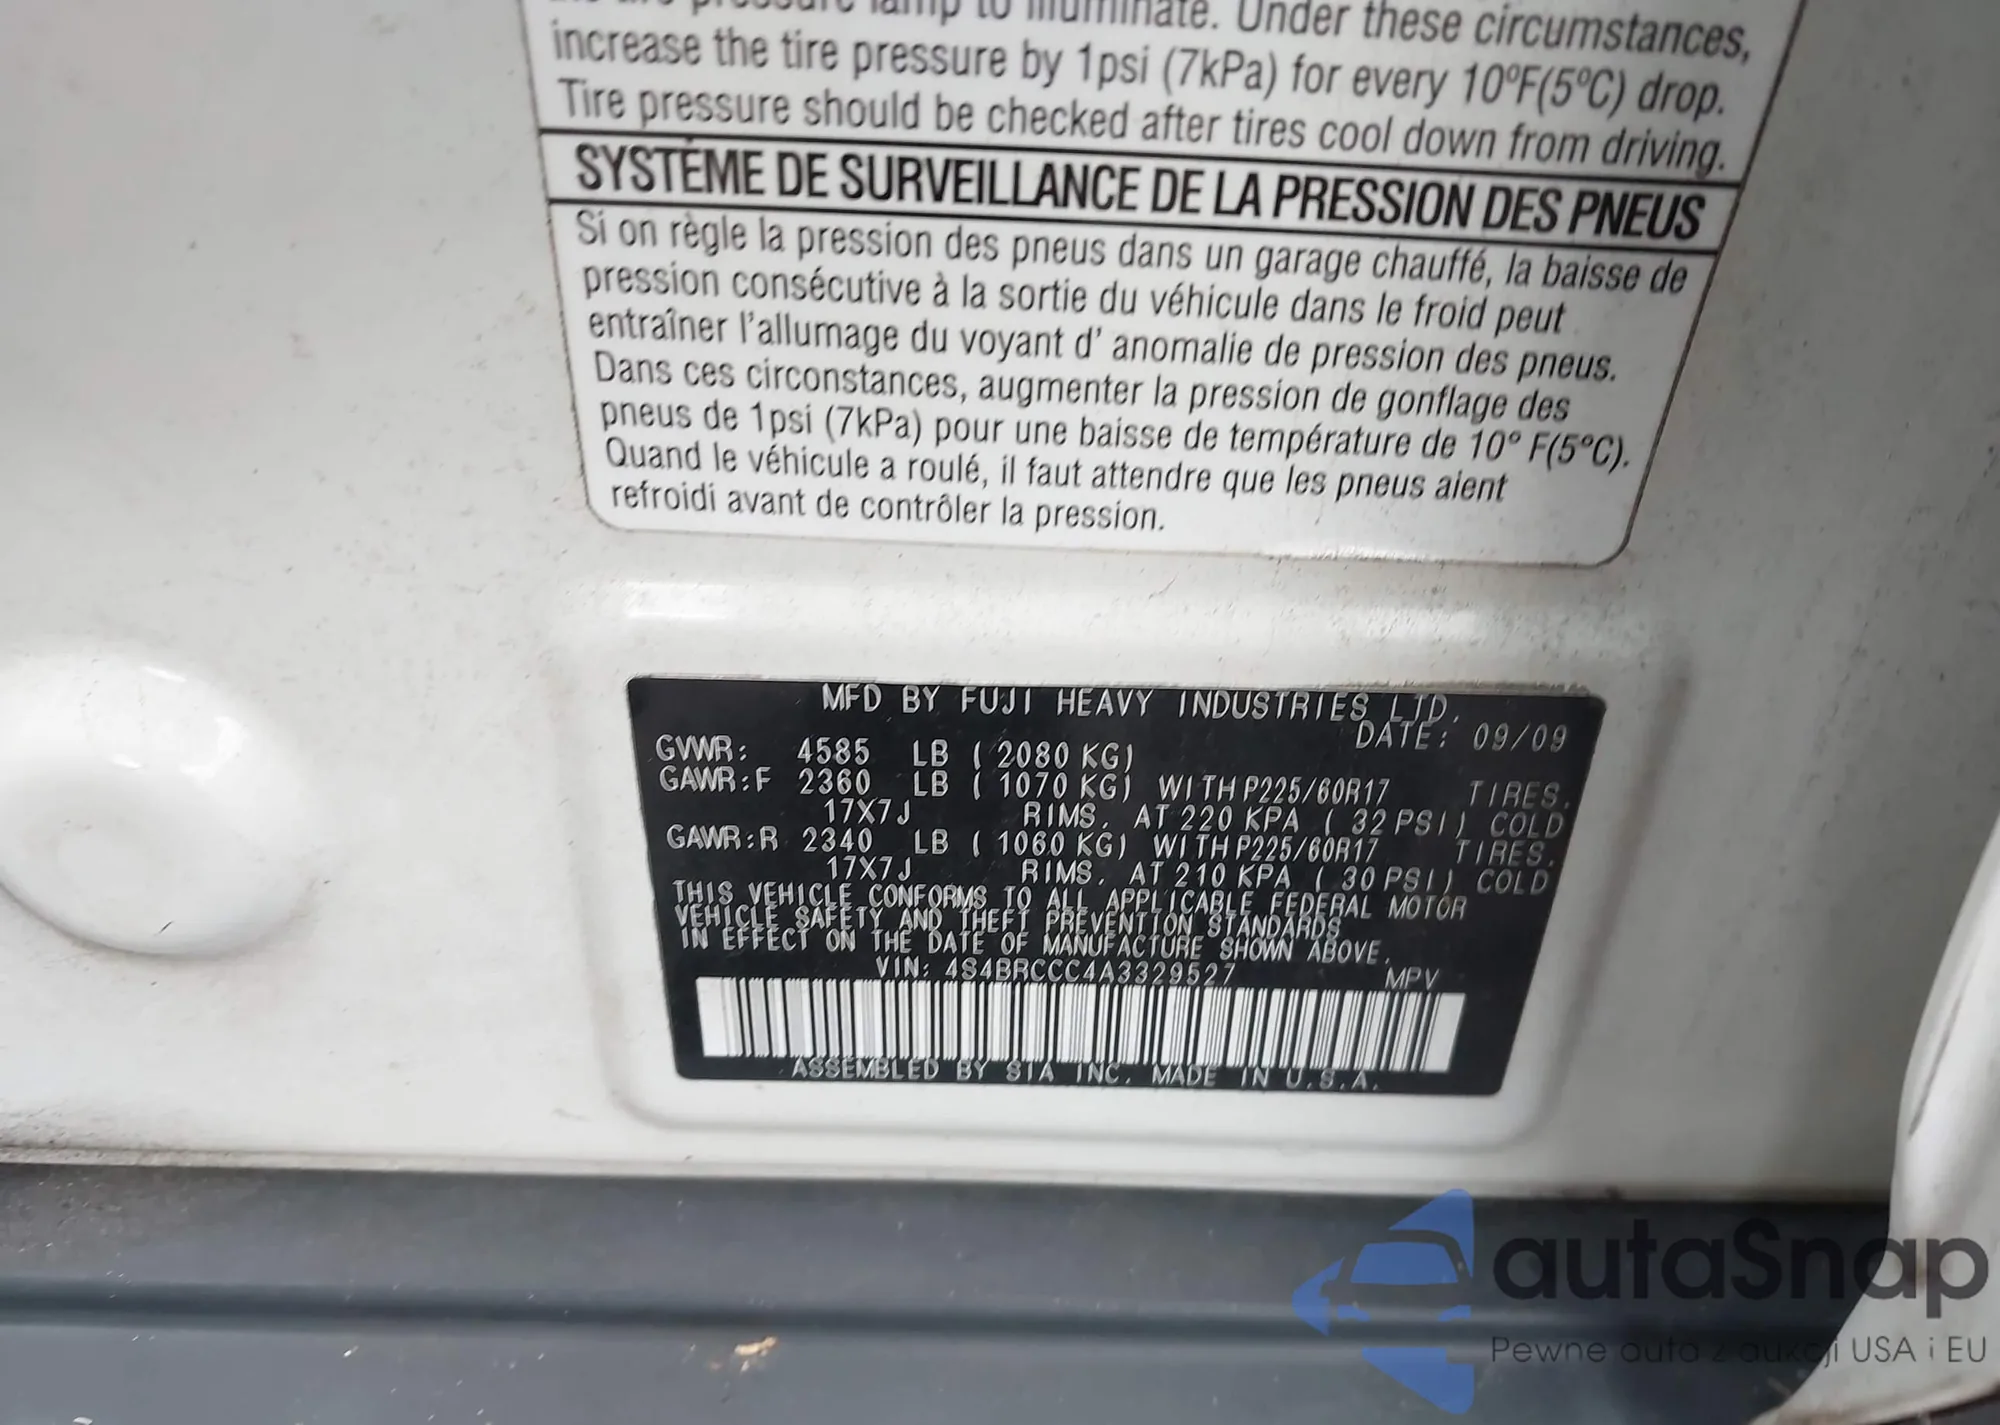 the tire pressure lamp to illuminate. Under these circumstances,
increase the tire pressure by 1psi (7kPa) for every 10ºF(5ºC) drop.
Tire pressure should be checked after tires cool down from driving.
SYSTÈME DE SURVEILLANCE DE LA PRESSION DES PNEUS
Si on règle la pression des pneus dans un garage chauffé, la baisse de
pression consécutive à la sortie du véhicule dans le froid peut
entraîner l'allumage du voyant d' anomalie de pression des pneus.
Dans ces circonstances, augmenter la pression de gonflage des
pneus de 1psi (7kPa) pour une baisse de température de 10° F(5ºC).
Quand le véhicule a roulé, il faut attendre que les pneus aient
refroidi avant de contrôler la pression.
MFD BY FUJI HEAVY INDUSTRIES LTD.
DATE: 09/09
GVWR: 4585 LB ( 2080 KG)
GAWR:F 2360 LB ( 1070 KG) WITH P225/60R17 TIRES,
17X7J RIMS, AT 220 KPA ( 32 PSI) COLD
GAWR:R 2340 LB ( 1060 KG) WITH P225/60R17 TIRES,
17X7J RIMS, AT 210 KPA ( 30 PSI) COLD
THIS VEHICLE CONFORMS TO ALL APPLICABLE FEDERAL MOTOR
VEHICLE SAFETY AND THEFT PREVENTION STANDARDS
IN EFFECT ON THE DATE OF MANUFACTURE SHOWN ABOVE.
VIN: 4S4BRCCC4A3329527 MPV
ASSEMBLED BY SIA INC. MADE IN U.S.A.
autaSnap
Pewne auta z aukcji USA i EU